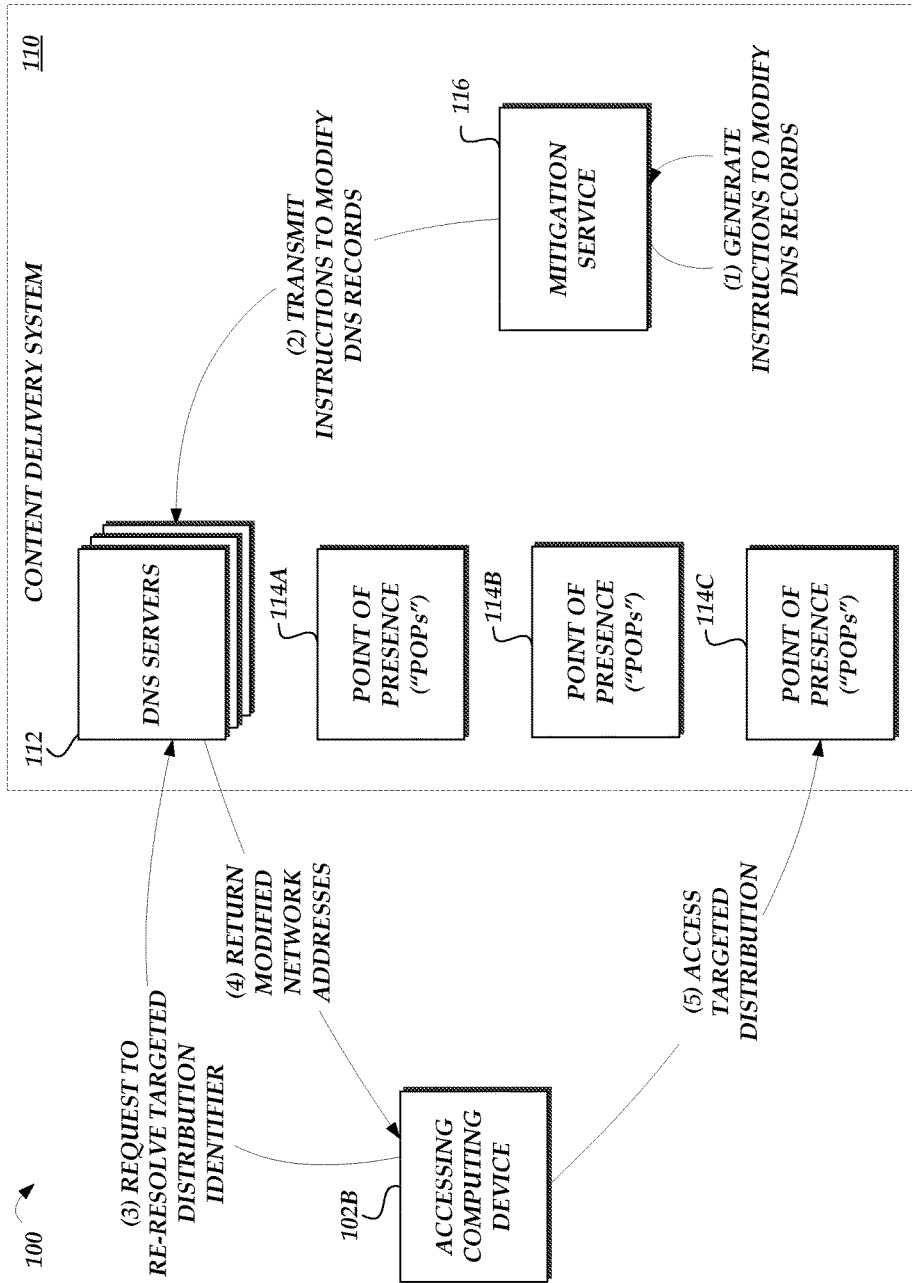 100
CONTENT DELIVERY SYSTEM
110
112
DNS SERVERS
(2) TRANSMIT
INSTRUCTIONS TO MODIFY
DNS RECORDS
(3) REQUEST TO
RE-RESOLVE TARGETED
DISTRIBUTION
IDENTIFIER
(4) RETURN
MODIFIED
NETWORK
ADDRESSES
114A
POINT OF
PRESENCE
("POPs")
116
MITIGATION
SERVICE
102B
ACCESSING
COMPUTING
DEVICE
114B
POINT OF
PRESENCE
("POPs")
(1) GENERATE
INSTRUCTIONS TO MODIFY
DNS RECORDS
(5) ACCESS
TARGETED
DISTRIBUTION
114C
POINT OF
PRESENCE
("POPs")